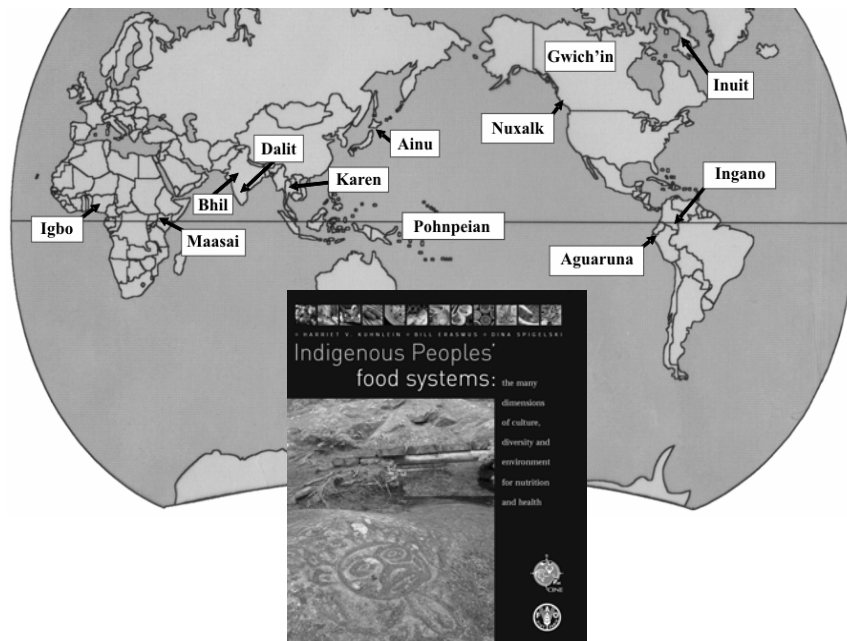 Gwich'in
Inuit
Nuxalk
Ainu
Dalit
Karen
Ingano
Bhil
Igbo
Maasai
Pohnpeian
Aguaruna
HARRIET V. KUHNLEIN • BILL ERASMUS • DINA SPIGELSKI
Indigenous Peoples'
food systems:
the many
dimensions
of culture,
diversity and
environment
for nutrition
and health
CINE